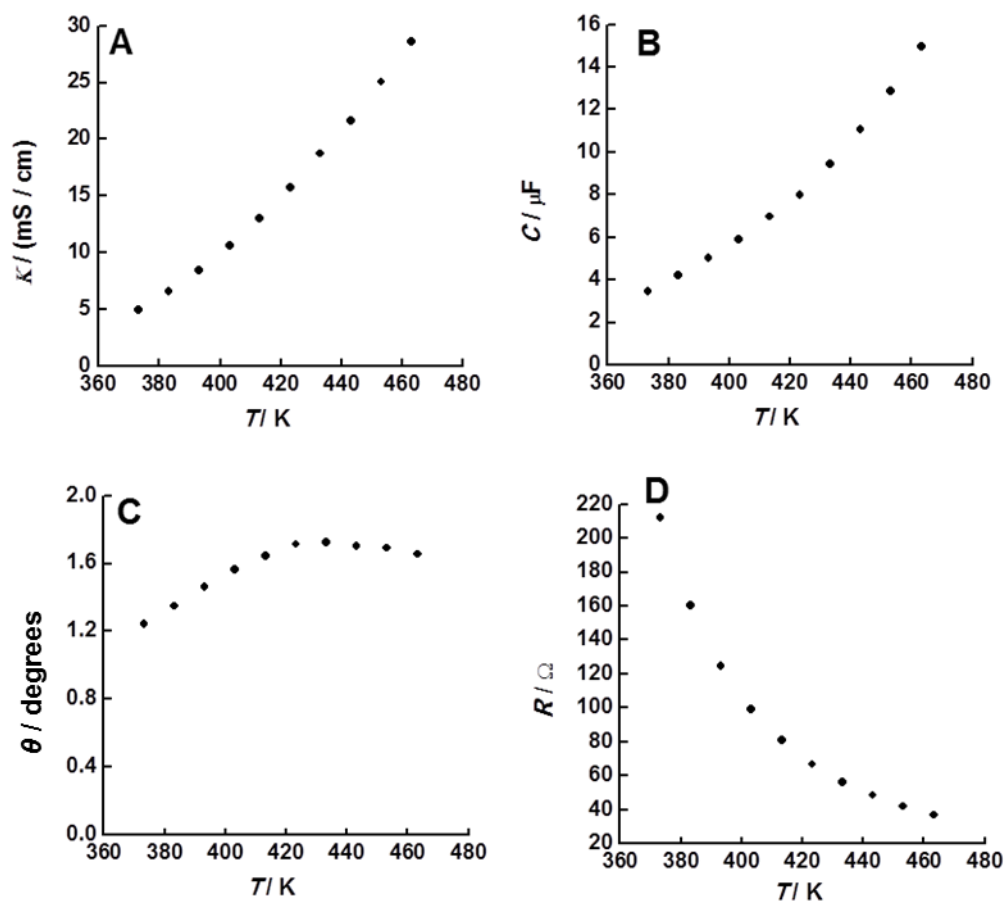 A
K / (mS / cm)
30
25
20
15
10
5
0
360 380 400 420 440 460 480
T/ K
B
C / μF
16
14
12
10
8
6
4
2
0
360 380 400 420 440 460 480
T/ K
C
θ / degrees
2.0
1.6
1.2
0.8
0.4
0.0
360 380 400 420 440 460 480
T/ K
D
R / Ω
220
200
180
160
140
120
100
80
60
40
20
360 380 400 420 440 460 480
T/ K